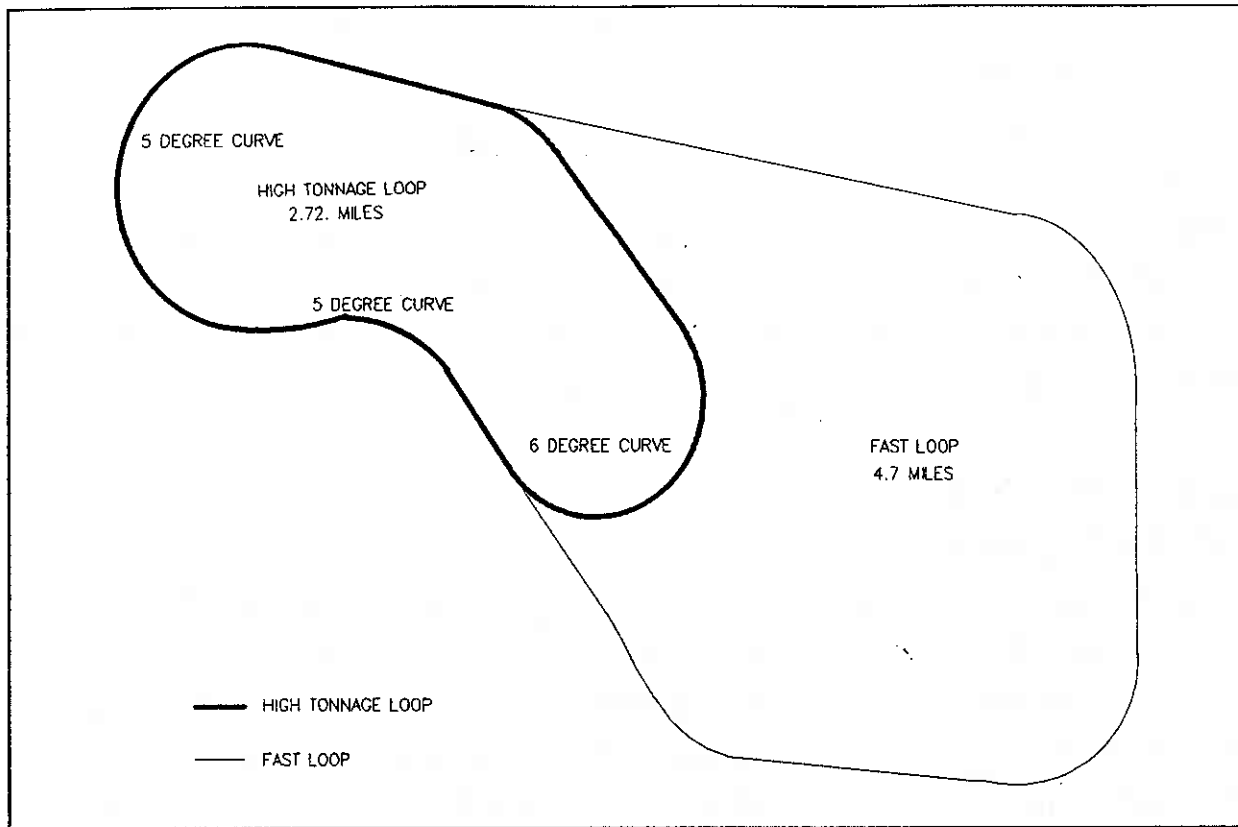 5 DEGREE CURVE
HIGH TONNAGE LOOP
2.72. MILES
5 DEGREE CURVE
6 DEGREE CURVE
FAST LOOP
4.7 MILES
HIGH TONNAGE LOOP
FAST LOOP